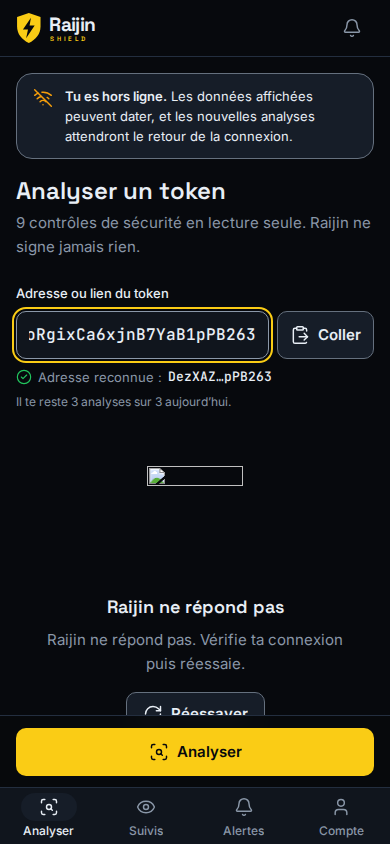 Raijin
SHIELD
Tu es hors ligne. Les données affichées
peuvent dater, et les nouvelles analyses
attendront le retour de la connexion.
Analyser un token
9 contrôles de sécurité en lecture seule. Raijin ne
signe jamais rien.
Adresse ou lien du token
oRgixCa6xjnB7YaB1pPB263
Coller
Adresse reconnue : DezXAZ…pPB263
Il te reste 3 analyses sur 3 aujourd'hui.
Raijin ne répond pas
Raijin ne répond pas. Vérifie ta connexion
puis réessaie.
Réessayer
Analyser
Analyser
Suivis
Alertes
Compte